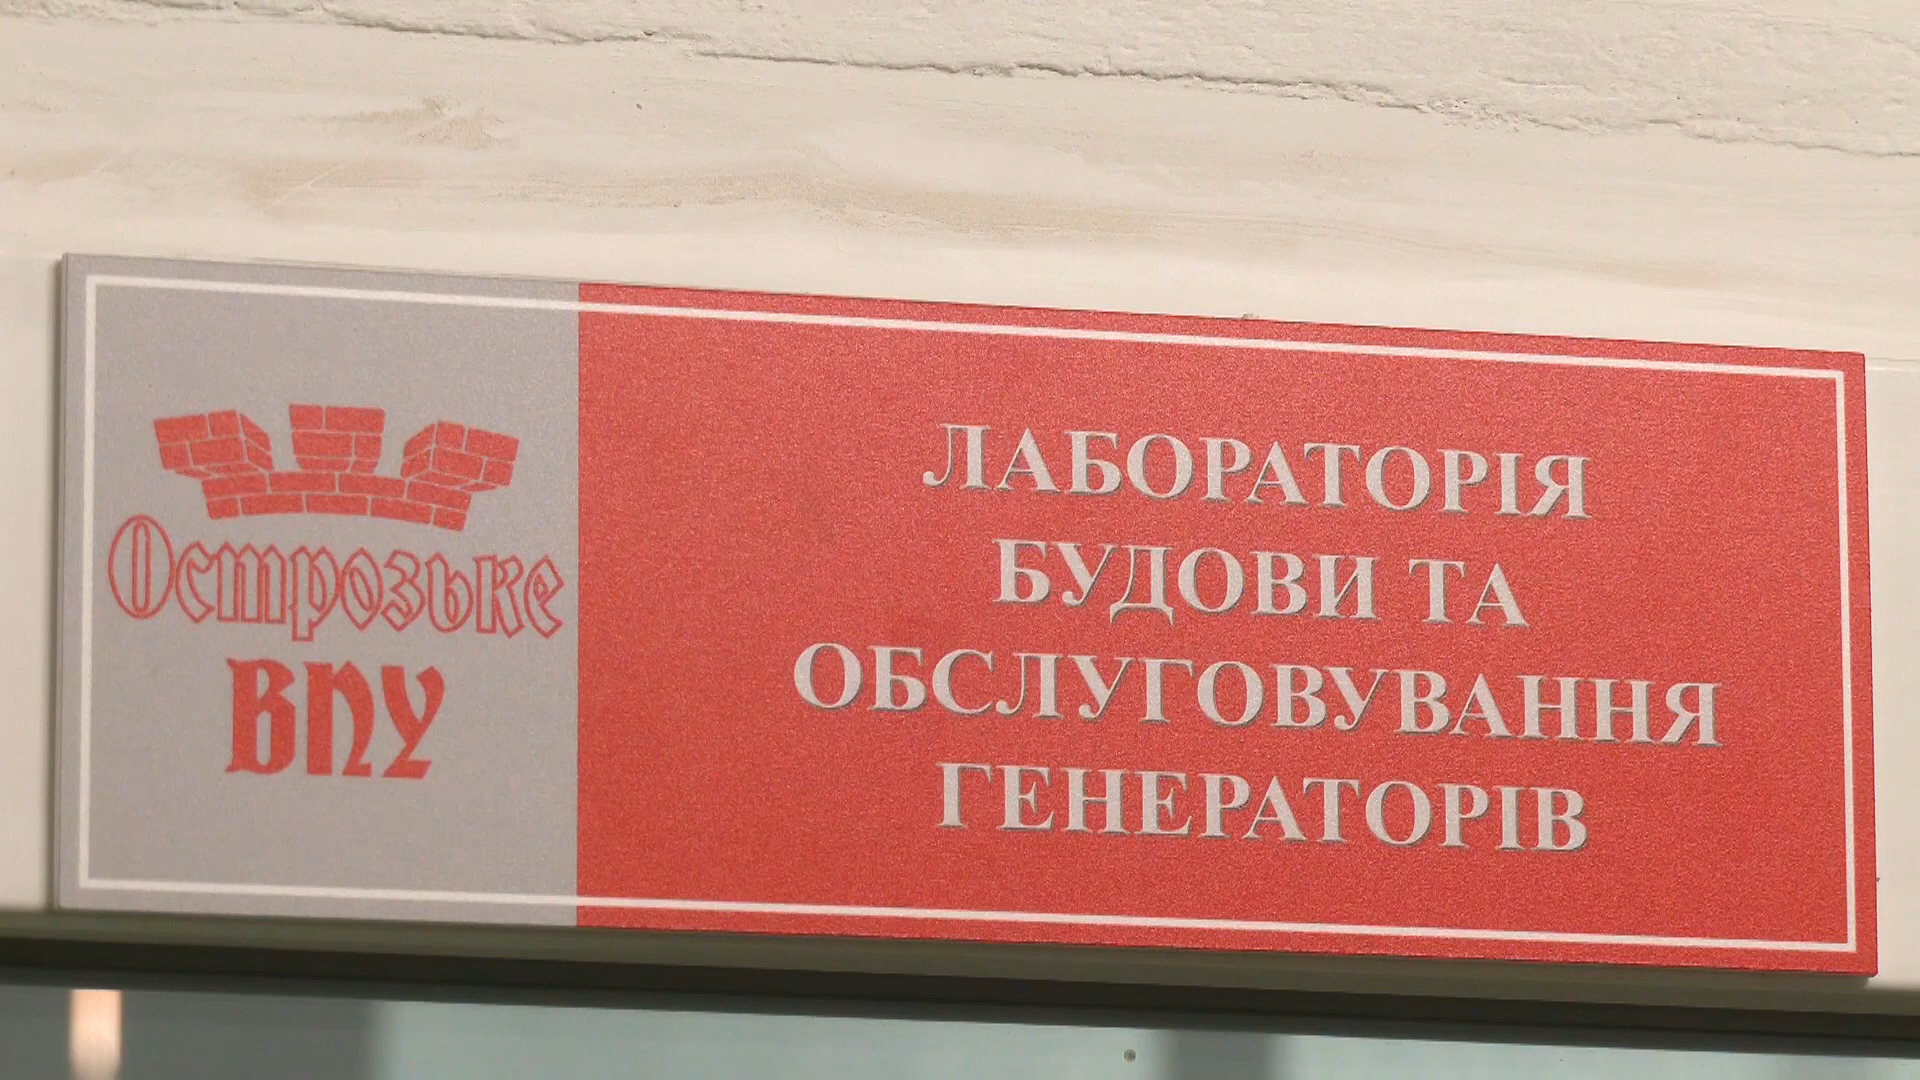 Острозьке
ВПУ
ЛАБОРАТОРІЯ
БУДОВИ ТА
ОБСЛУГОВУВАННЯ
ГЕНЕРАТОРІВ